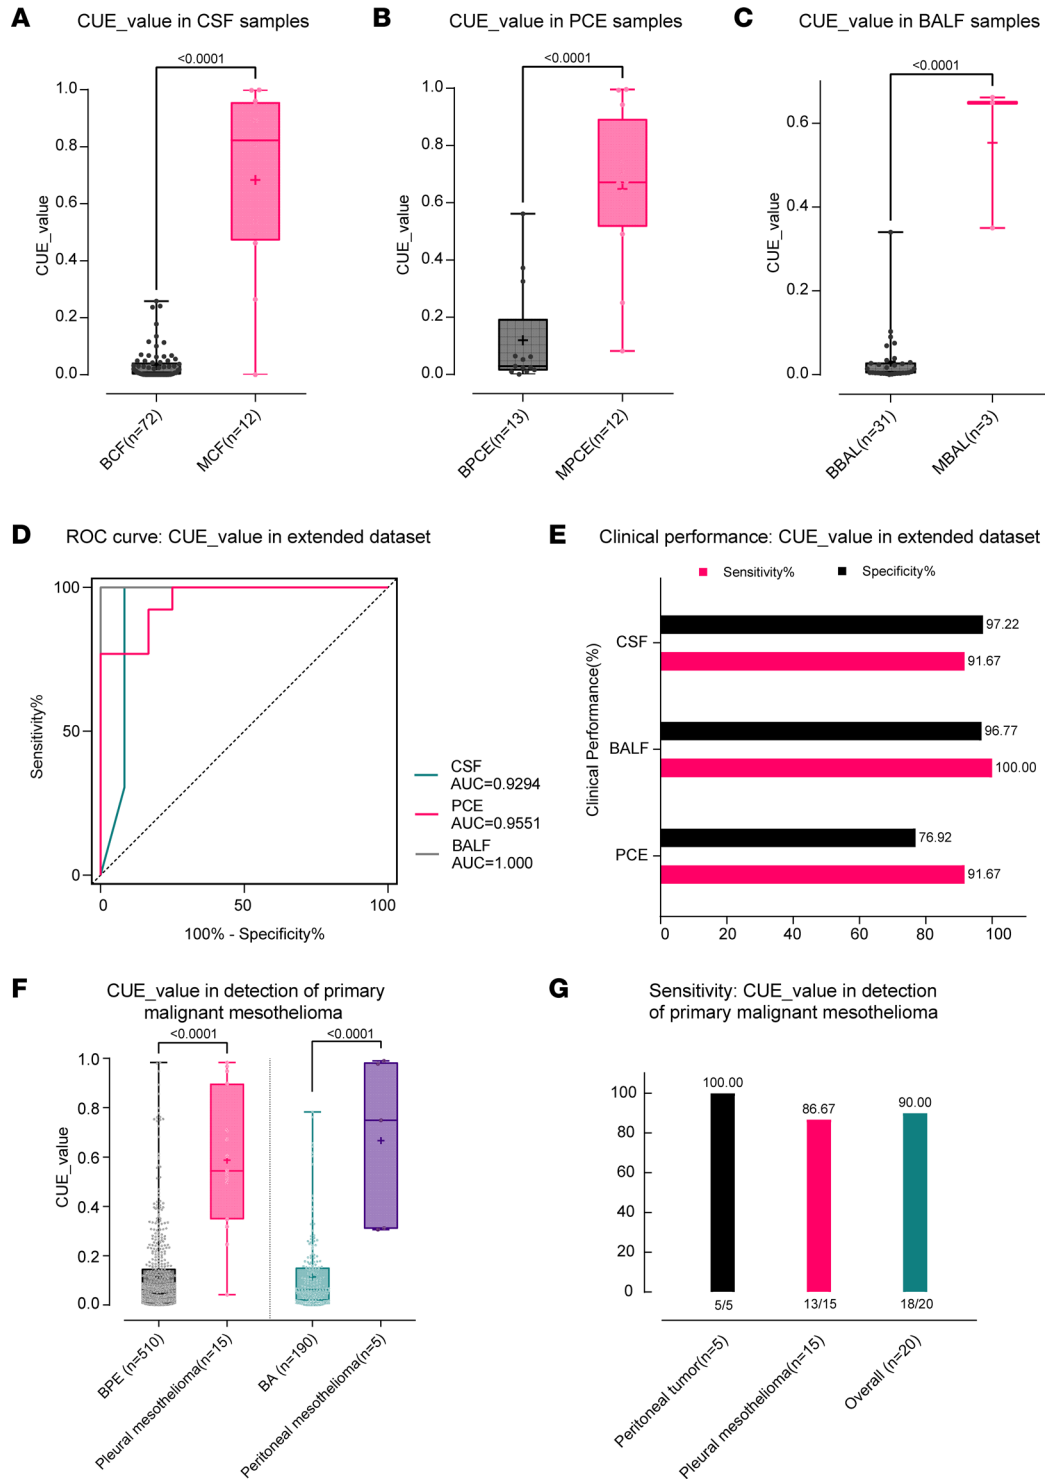 A
CUE_value in CSF samples
<0.0001
CUE_value
1.0
0.8
0.6
0.4
0.2
0.0
BCF(n=72)
MCF(n=12)
B
CUE_value in PCE samples
<0.0001
CUE_value
1.0
0.8
0.6
0.4
0.2
0.0
BPCE(n=13)
MPCE(n=12)
C
CUE_value in BALF samples
<0.0001
CUE_value
0.6
0.4
0.2
0.0
BBAL(n=31)
MBAL(n=3)
D
ROC curve: CUE_value in extended dataset
Sensitivity%
100
50
0
0
50
100
100% - Specificity%
CSF
AUC=0.9294
PCE
AUC=0.9551
BALF
AUC=1.000
E
Clinical performance: CUE_value in extended dataset
Sensitivity%
Specificity%
Clinical Performance(%)
CSF
97.22
91.67
BALF
96.77
100.00
PCE
76.92
91.67
0
20
40
60
80
100
F
CUE_value in detection of primary
malignant mesothelioma
<0.0001
<0.0001
CUE_value
1.0
0.8
0.6
0.4
0.2
0.0
BPE (n=510)
Pleural mesothelioma(n=15)
BA (n=190)
Peritoneal mesothelioma(n=5)
G
Sensitivity: CUE_value in detection
of primary malignant mesothelioma
100
80
60
40
20
0
100.00
86.67
90.00
5/5
13/15
18/20
Peritoneal tumor(n=5)
Pleural mesothelioma(n=15)
Overall (n=20)